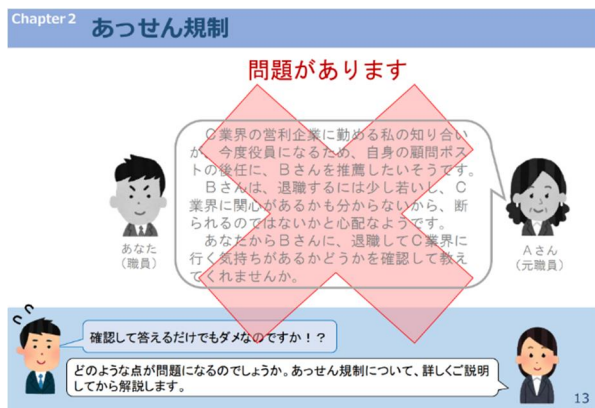 Chapter 2
あっせん規制
問題があります
C業界の営利企業に勤める私の知り合い
が、今度役員になるため、自身の顧問ポス
トの後任に、Bさんを推薦したいそうです。
Bさんは、退職するには少し若いし、C
業界に関心があるかも分からないから、断
られるのではないかと心配なようです。
あなたからBさんに、退職してC業界に
行く気持ちがあるかどうかを確認して教え
てくれませんか。
あなた
(職員)
Aさん
(元職員)
確認して答えるだけでもダメなのですか!?
どのような点が問題になるのでしょうか。あっせん規制について、詳しくご説明
してから解説します。
13